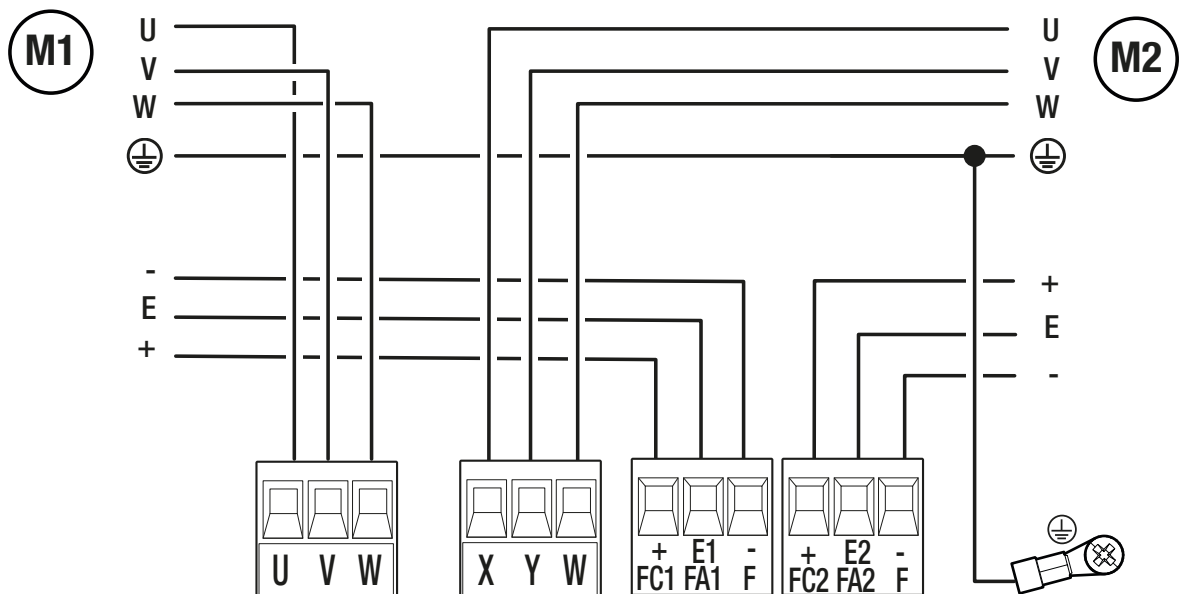 M1 U U M2
V V
W W
- +
E E
+ -
+ E1 - + E2 -
U V W X Y W FC1 FA1 F FC2 FA2 F